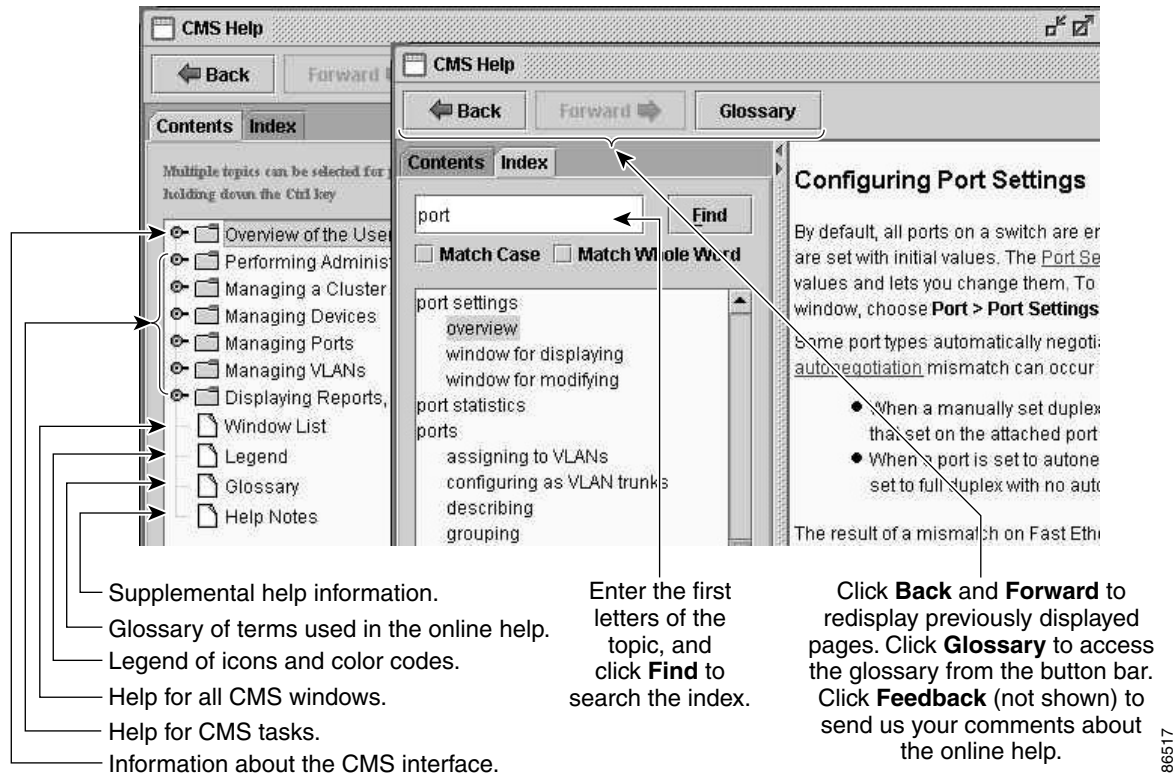 CMS Help
Back Forward
Contents Index
Multiple topics can be selected for
holding down the Ctrl key
Overview of the User
Performing Adminis
Managing a Cluster
Managing Devices
Managing Ports
Managing VLANs
Displaying Reports,
Window List
Legend
Glossary
Help Notes
CMS Help
Back Forward Glossary
Contents Index
port Find
Match Case Match Whole Word
port settings
overview
window for displaying
window for modifying
port statistics
ports
assigning to VLANs
configuring as VLAN trunks
describing
grouping
Configuring Port Settings
By default, all ports on a switch are er
are set with initial values. The Port Se
values and lets you change them. To
window, choose Port > Port Settings
Some port types automatically negoti
autonegotiation mismatch can occur
When a manually set duplex
that set on the attached port
When a port is set to autone
set to full duplex with no auto
The result of a mismatch on Fast Ethe
Supplemental help information.
Glossary of terms used in the online help.
Legend of icons and color codes.
Help for all CMS windows.
Help for CMS tasks.
Information about the CMS interface.
Enter the first
letters of the
topic, and
click Find to
search the index.
Click Back and Forward to
redisplay previously displayed
pages. Click Glossary to access
the glossary from the button bar.
Click Feedback (not shown) to
send us your comments about
the online help.
86517